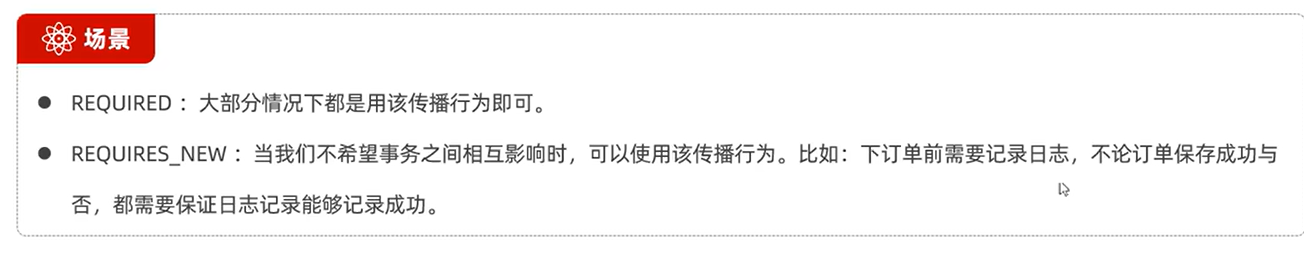 场景
● REQUIRED ：大部分情况下都是用该传播行为即可。
● REQUIRES_NEW ：当我们不希望事务之间相互影响时，可以使用该传播行为。比如：下订单前需要记录日志，不论订单保存成功与
否，都需要保证日志记录能够记录成功。